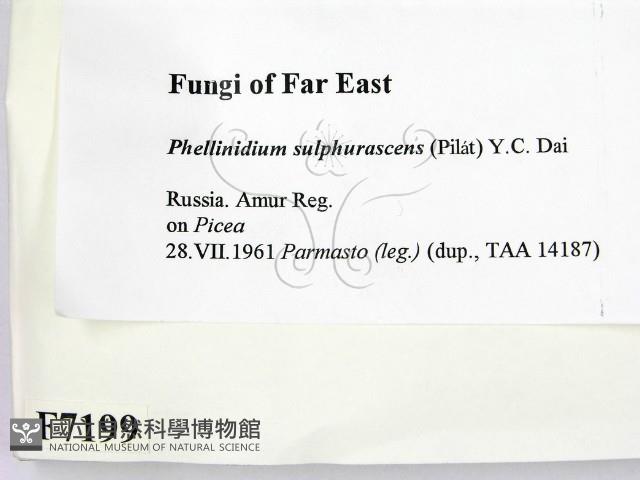 Fungi of Far East
Phellinidium sulphurascens (Pilát) Y.C. Dai
Russia. Amur Reg.
on Picea
28.VII.1961 Parmasto (leg.) (dup., TAA 14187)
F7199
國立自然科學博物館
NATIONAL MUSEUM OF NATURAL SCIENCE